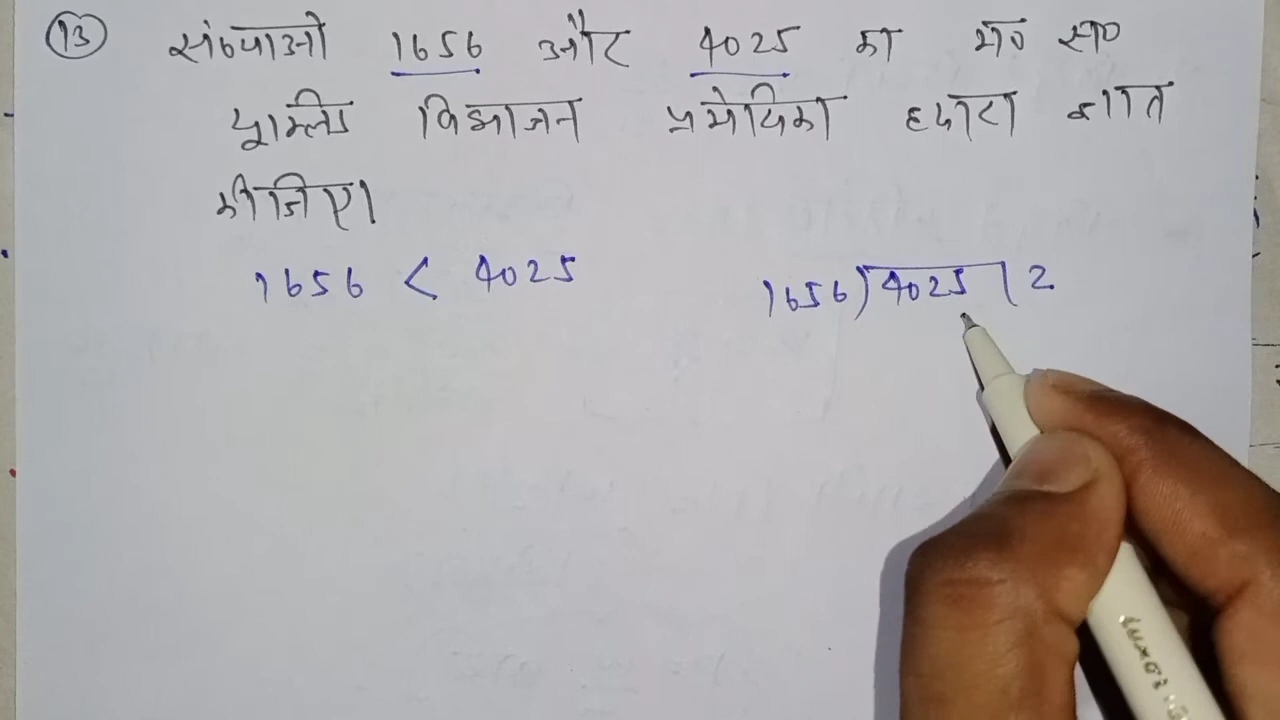 13 संख्याओ 1656 और 4025 का म० स०
यूक्लिड विभाजन प्रमेयिका द्वारा ज्ञात
कीजिए।
1656 < 4025
1656) 4025 ( 2